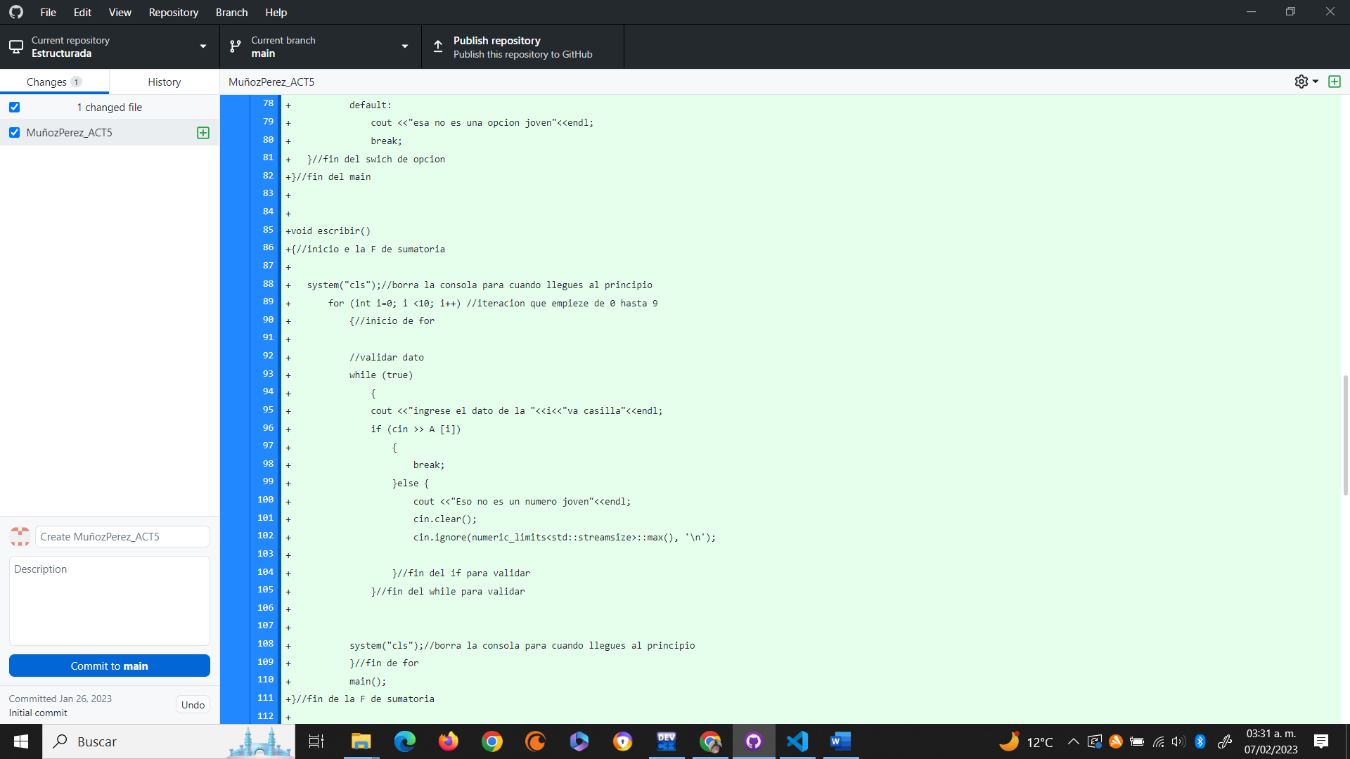 File Edit View Repository Branch Help
Current repository
Estructurada
Current branch
main
Publish repository
Publish this repository to GitHub
Changes 1
History
MuñozPerez_ACT5
1 changed file
MuñozPerez_ACT5
78 + default:
79 + cout <<"esa no es una opcion joven"<<endl;
80 + break;
81 + }//fin del swich de opcion
82 +}//fin del main
83 +
84 +
85 +void escribir()
86 +{//inicio e la F de sumatoria
87 +
88 + system("cls");//borra la consola para cuando llegues al principio
89 + for (int i=0; i <10; i++) //iteracion que empieze de 0 hasta 9
90 + {//inicio de for
91 +
92 + //validar dato
93 + while (true)
94 + {
95 + cout <<"ingrese el dato de la "<<i<<"va casilla"<<endl;
96 + if (cin >> A [i])
97 + {
98 + break;
99 + }else {
100 + cout <<"Eso no es un numero joven"<<endl;
101 + cin.clear();
102 + cin.ignore(numeric_limits<std::streamsize>::max(), '\n');
103 +
104 + }//fin del if para validar
105 + }//fin del while para validar
106 +
107 +
108 + system("cls");//borra la consola para cuando llegues al principio
109 + }//fin de for
110 + main();
111 +}//fin de la F de sumatoria
112 +
Create MuñozPerez_ACT5
Description
Commit to main
Committed Jan 26, 2023
Initial commit
Undo
Buscar
DEV
12°C
03:31 a. m.
07/02/2023